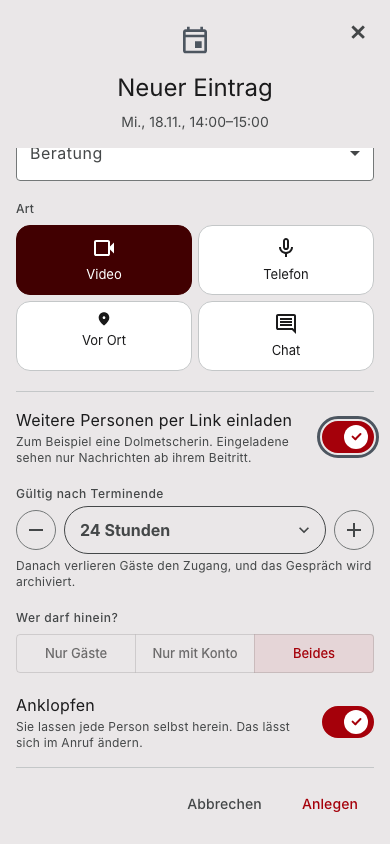 Neuer Eintrag
Mi., 18.11., 14:00–15:00
Beratung
Art
Video
Telefon
Vor Ort
Chat
Weitere Personen per Link einladen
Zum Beispiel eine Dolmetscherin. Eingeladene
sehen nur Nachrichten ab ihrem Beitritt.
Gültig nach Terminende
24 Stunden
Danach verlieren Gäste den Zugang, und das Gespräch wird
archiviert.
Wer darf hinein?
Nur Gäste
Nur mit Konto
Beides
Anklopfen
Sie lassen jede Person selbst herein. Das lässt
sich im Anruf ändern.
Abbrechen
Anlegen